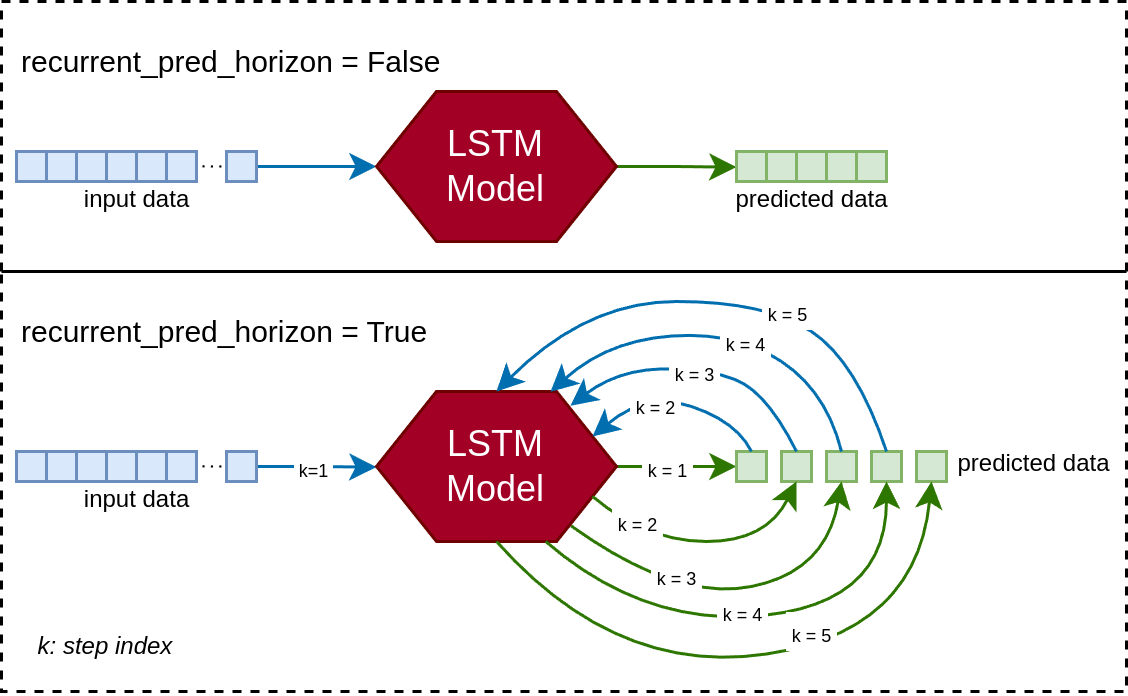 recurrent_pred_horizon = False
LSTM
Model
...
input data
predicted data
recurrent_pred_horizon = True
k = 5
k = 4
k = 3
k = 2
LSTM
Model
...
k=1
k = 1
predicted data
input data
k = 2
k = 3
k = 4
k = 5
k: step index